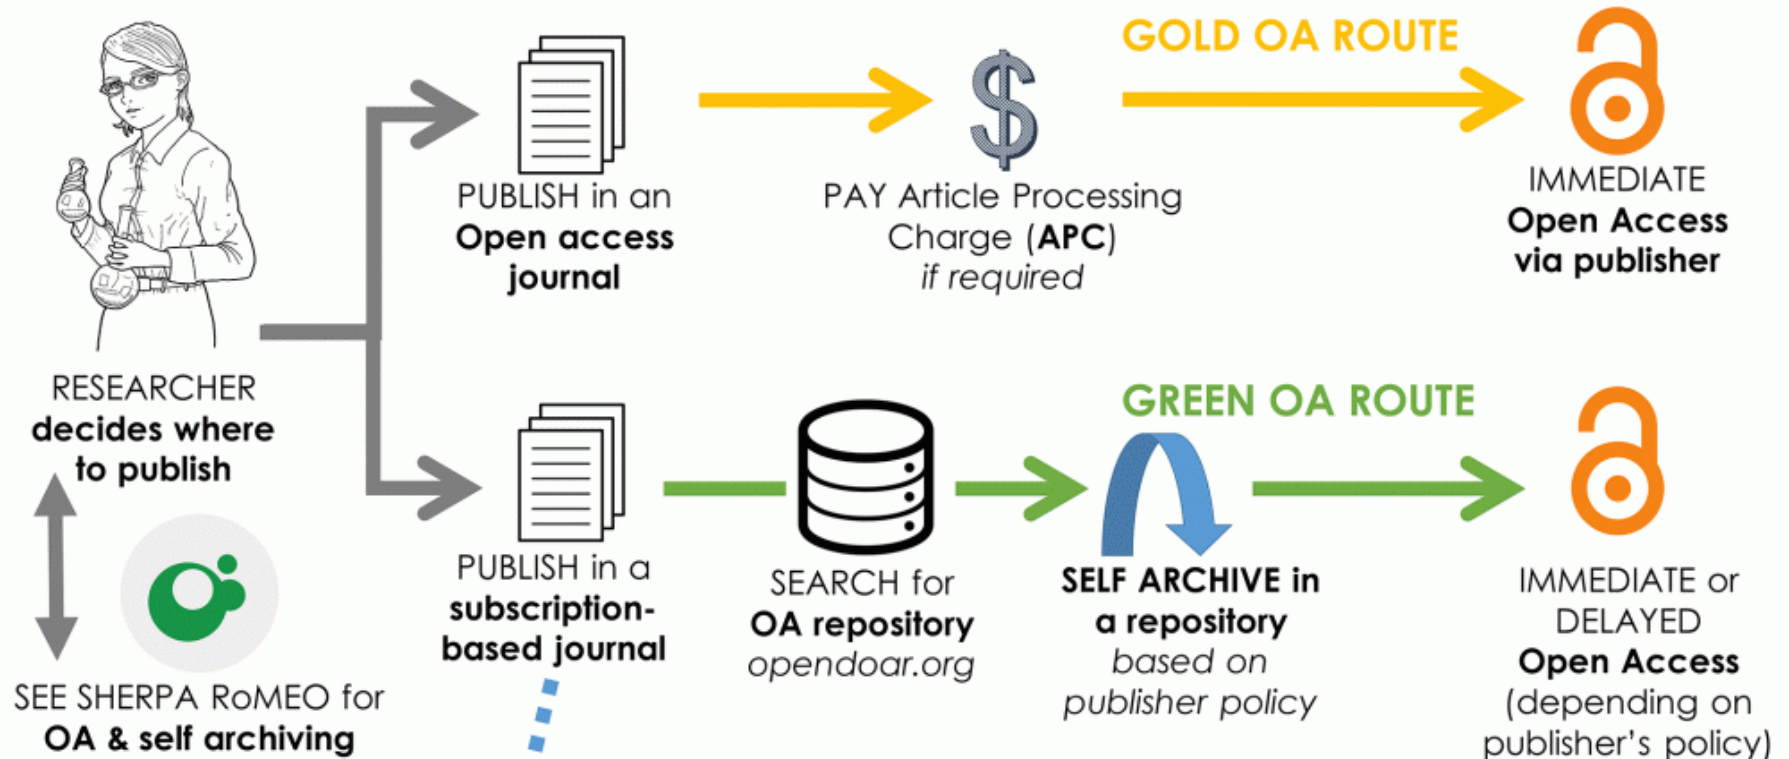 GOLD OA ROUTE
PUBLISH in an
Open access
journal
PAY Article Processing
Charge (APC)
if required
IMMEDIATE
Open Access
via publisher
RESEARCHER
decides where
to publish
SEE SHERPA RoMEO for
OA & self archiving
GREEN OA ROUTE
PUBLISH in a
subscription-
based journal
SEARCH for
OA repository
opendoar.org
SELF ARCHIVE in
a repository
based on
publisher policy
IMMEDIATE or
DELAYED
Open Access
(depending on
publisher's policy)